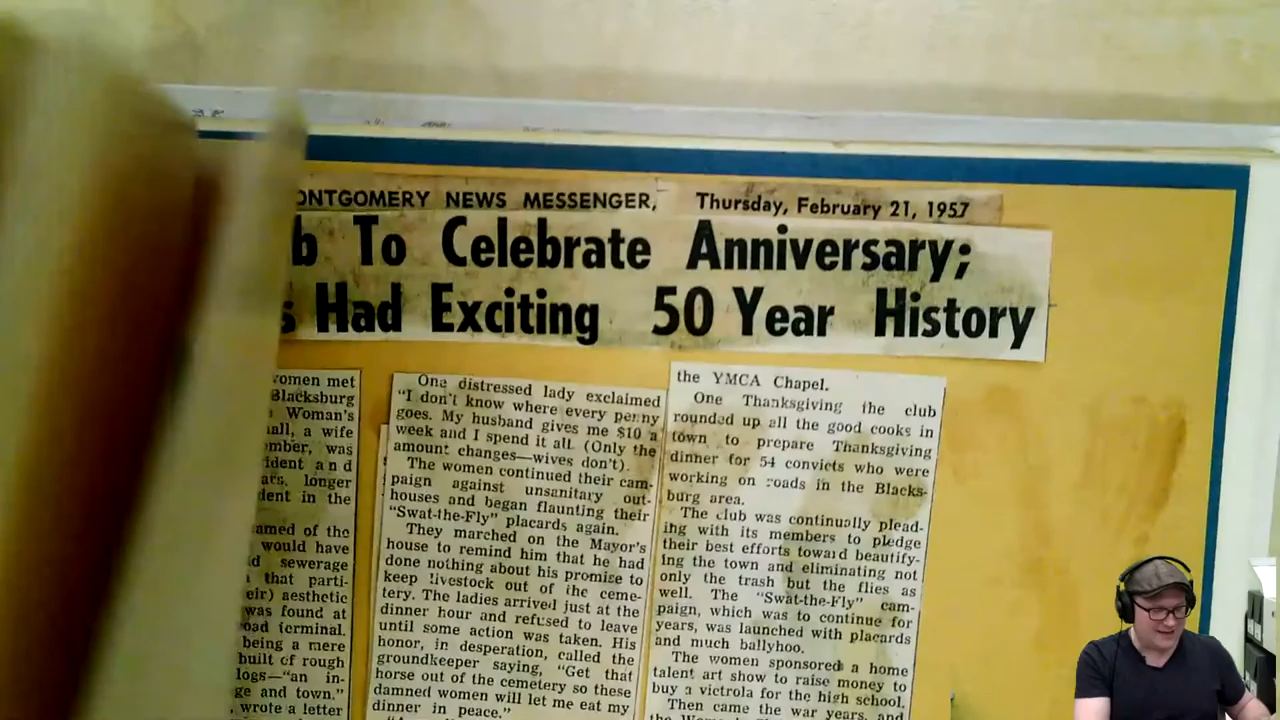 ONTGOMERY NEWS MESSENGER, Thursday, February 21, 1957
b To Celebrate Anniversary;
s Had Exciting 50 Year History
women met
Blacksburg
Woman's
all, a wife
mber, was
ident and
ars. longer
dent in the
amed of the
would have
d sewerage
that parti-
eir) aesthetic
was found at
oad terminal.
being a mere
built of rough
logs—"an in-
ge and town."
wrote a letter
One distressed lady exclaimed
"I don't know where every penny
goes. My husband gives me $10 a
week and I spend it all. (Only the
amount changes—wives don't).
The women continued their cam-
paign against unsanitary out-
houses and began flaunting their
"Swat-the-Fly" placards again.
They marched on the Mayor's
house to remind him that he had
done nothing about his promise to
keep livestock out of the ceme-
tery. The ladies arrived just at the
dinner hour and refused to leave
until some action was taken. His
honor, in desperation, called the
groundkeeper saying, "Get that
horse out of the cemetery so these
damned women will let me eat my
dinner in peace."
the YMCA Chapel.
One Thanksgiving the club
rounded up all the good cooks in
town to prepare Thanksgiving
dinner for 54 convicts who were
working on roads in the Blacks-
burg area.
The club was continually plead-
ing with its members to pledge
their best efforts toward beautify-
ing the town and eliminating not
only the trash but the flies as
well. The "Swat-the-Fly" cam-
paign, which was to continue for
years, was launched with placards
and much ballyhoo.
The women sponsored a home
talent art show to raise money to
buy a victrola for the high school.
Then came the war years, and